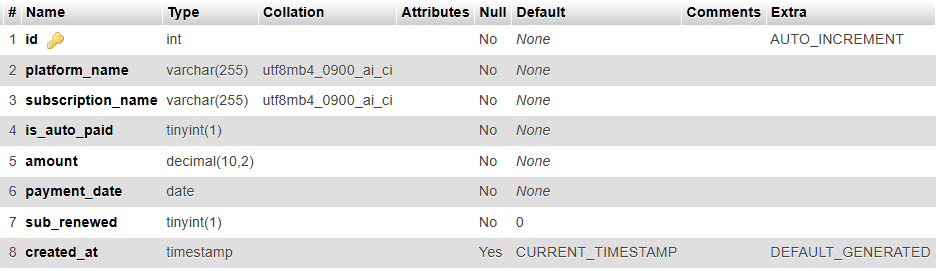 # Name Type Collation Attributes Null Default Comments Extra
1 id int No None AUTO_INCREMENT
2 platform_name varchar(255) utf8mb4_0900_ai_ci No None
3 subscription_name varchar(255) utf8mb4_0900_ai_ci No None
4 is_auto_paid tinyint(1) No None
5 amount decimal(10,2) No None
6 payment_date date No None
7 sub_renewed tinyint(1) No 0
8 created_at timestamp Yes CURRENT_TIMESTAMP DEFAULT_GENERATED